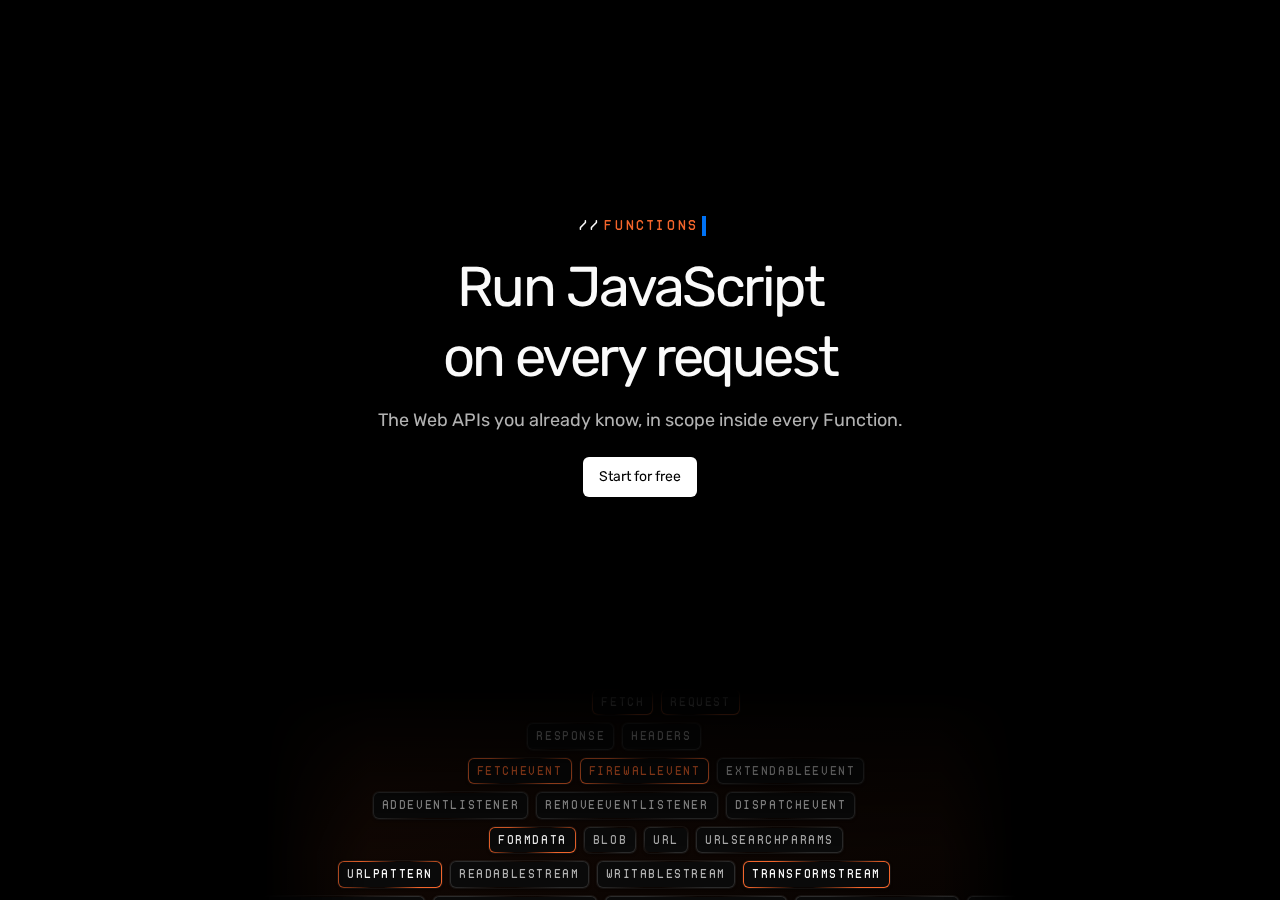 // FUNCTIONS
Run JavaScript
on every request
The Web APIs you already know, in scope inside every Function.
Start for free
FETCH REQUEST
RESPONSE HEADERS
FETCHEVENT FIREWALLEVENT EXTENDABLEEVENT
ADDEVENTLISTENER REMOVEEVENTLISTENER DISPATCHEVENT
FORMDATA BLOB URL URLSEARCHPARAMS
URLPATTERN READABLESTREAM WRITABLESTREAM TRANSFORMSTREAM